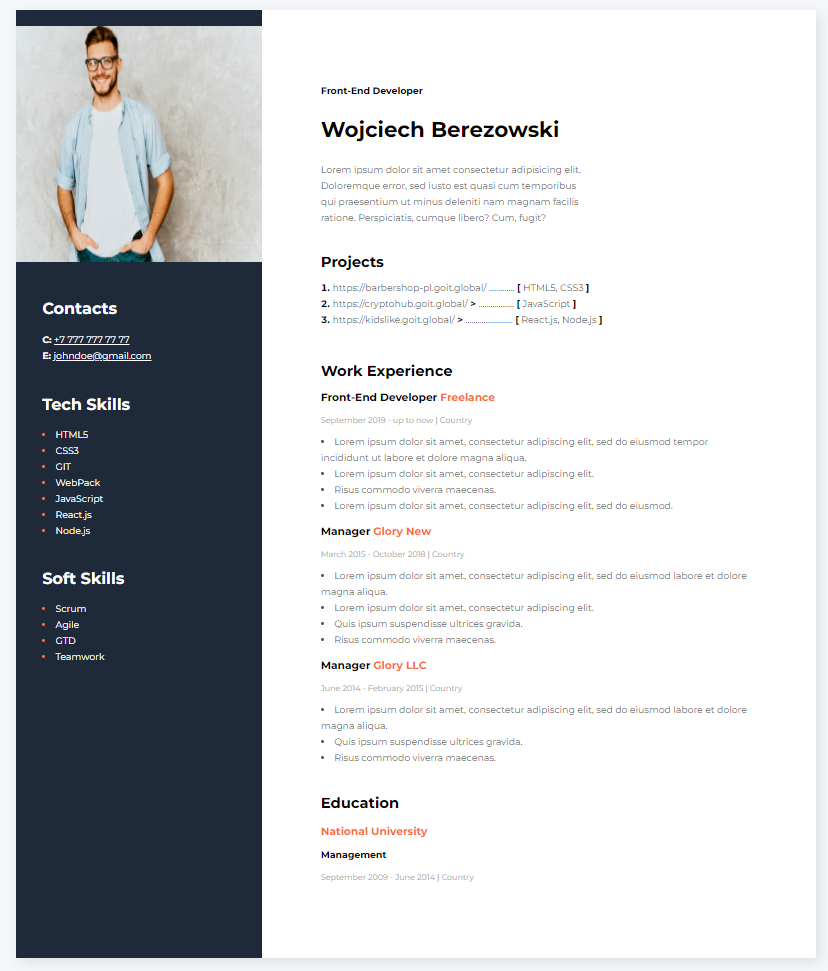 Contacts
C: +7 777 777 77 77
E: johndoe@gmail.com
Tech Skills
• HTML5
• CSS3
• GIT
• WebPack
• JavaScript
• React.js
• Node.js
Soft Skills
• Scrum
• Agile
• GTD
• Teamwork
Front-End Developer
Wojciech Berezowski
Lorem ipsum dolor sit amet consectetur adipisicing elit.
Doloremque error, sed iusto est quasi cum temporibus
qui praesentium ut minus deleniti nam magnam facilis
ratione. Perspiciatis, cumque libero? Cum, fugit?
Projects
1. https://barbershop-pl.goit.global/ ............. [ HTML5, CSS3 ]
2. https://cryptohub.goit.global/ > .................. [ JavaScript ]
3. https://kidslike.goit.global/ > ........................ [ React.js, Node.js ]
Work Experience
Front-End Developer Freelance
September 2019 - up to now | Country
• Lorem ipsum dolor sit amet, consectetur adipiscing elit, sed do eiusmod tempor
incididunt ut labore et dolore magna aliqua.
• Lorem ipsum dolor sit amet, consectetur adipiscing elit.
• Risus commodo viverra maecenas.
• Lorem ipsum dolor sit amet, consectetur adipiscing elit, sed do eiusmod.
Manager Glory New
March 2015 - October 2018 | Country
• Lorem ipsum dolor sit amet, consectetur adipiscing elit, sed do eiusmod labore et dolore
magna aliqua.
• Lorem ipsum dolor sit amet, consectetur adipiscing elit.
• Quis ipsum suspendisse ultrices gravida.
• Risus commodo viverra maecenas.
Manager Glory LLC
June 2014 - February 2015 | Country
• Lorem ipsum dolor sit amet, consectetur adipiscing elit, sed do eiusmod labore et dolore
magna aliqua.
• Quis ipsum suspendisse ultrices gravida.
• Risus commodo viverra maecenas.
Education
National University
Management
September 2009 - June 2014 | Country